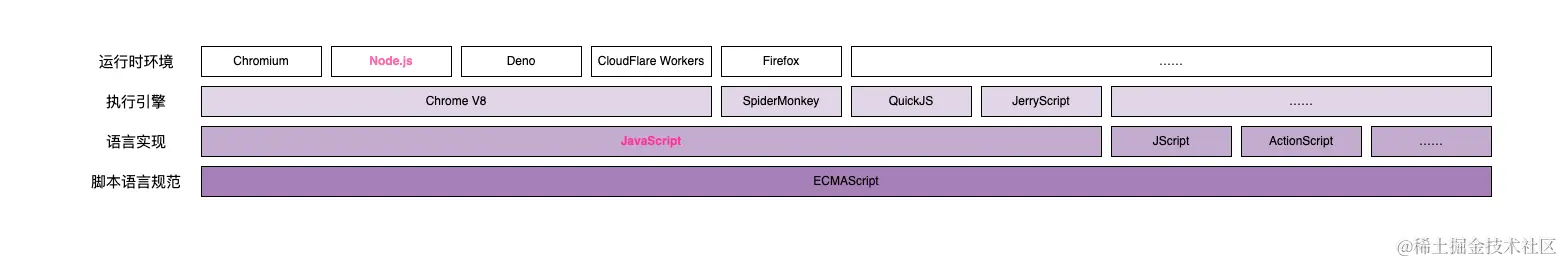 运行时环境 Chromium Node.js Deno CloudFlare Workers Firefox ......
执行引擎 Chrome V8 SpiderMonkey QuickJS JerryScript ......
语言实现 JavaScript JScript ActionScript ......
脚本语言规范 ECMAScript
@稀土掘金技术社区